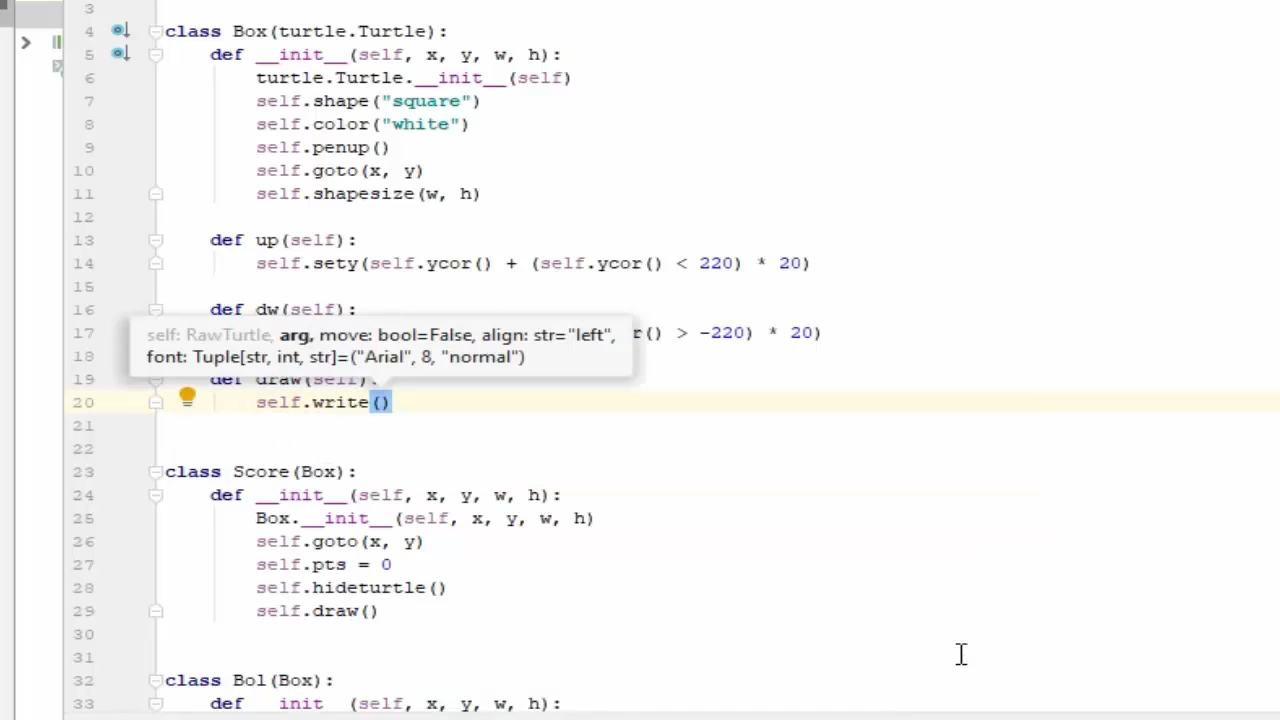 3
4 class Box(turtle.Turtle):
5 def __init__(self, x, y, w, h):
6 turtle.Turtle.__init__(self)
7 self.shape("square")
8 self.color("white")
9 self.penup()
10 self.goto(x, y)
11 self.shapesize(w, h)
12
13 def up(self):
14 self.sety(self.ycor() + (self.ycor() < 220) * 20)
15
16 def dw(self):
self: RawTurtle, arg, move: bool=False, align: str="left",
font: Tuple[str, int, str]=("Arial", 8, "normal")
17 r() > -220) * 20)
18
19 def draw(self):
20 self.write()
21
22
23 class Score(Box):
24 def __init__(self, x, y, w, h):
25 Box.__init__(self, x, y, w, h)
26 self.goto(x, y)
27 self.pts = 0
28 self.hideturtle()
29 self.draw()
30
31
32 class Bol(Box):
33 def __init__(self, x, y, w, h):